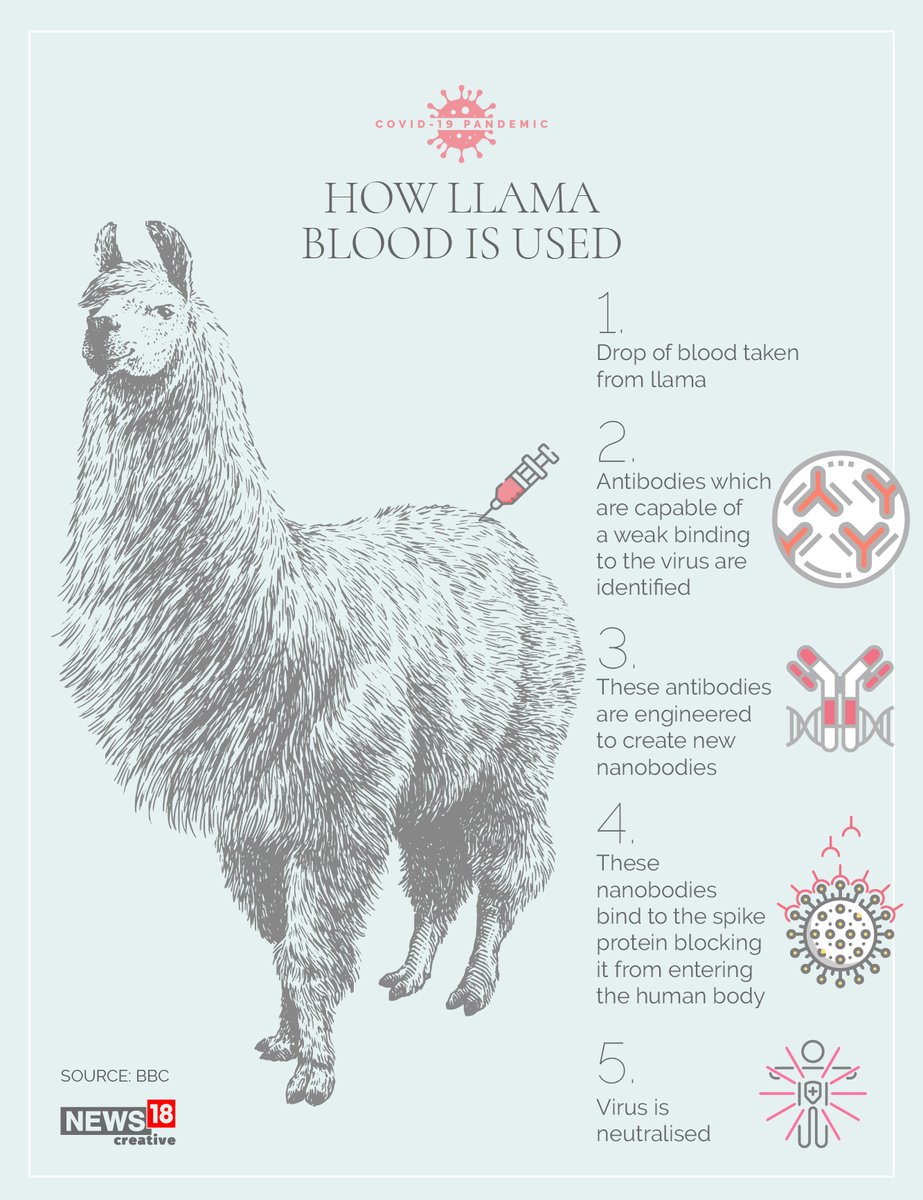 COVID-19 PANDEMIC
HOW LLAMA
BLOOD IS USED
1.
Drop of blood taken
from llama
2.
Antibodies which
are capable of
a weak binding
to the virus are
identified
3.
These antibodies
are engineered
to create new
nanobodies
4.
These
nanobodies
bind to the spike
protein blocking
it from entering
the human body
5.
Virus is
neutralised
SOURCE: BBC
NEWS18
creative